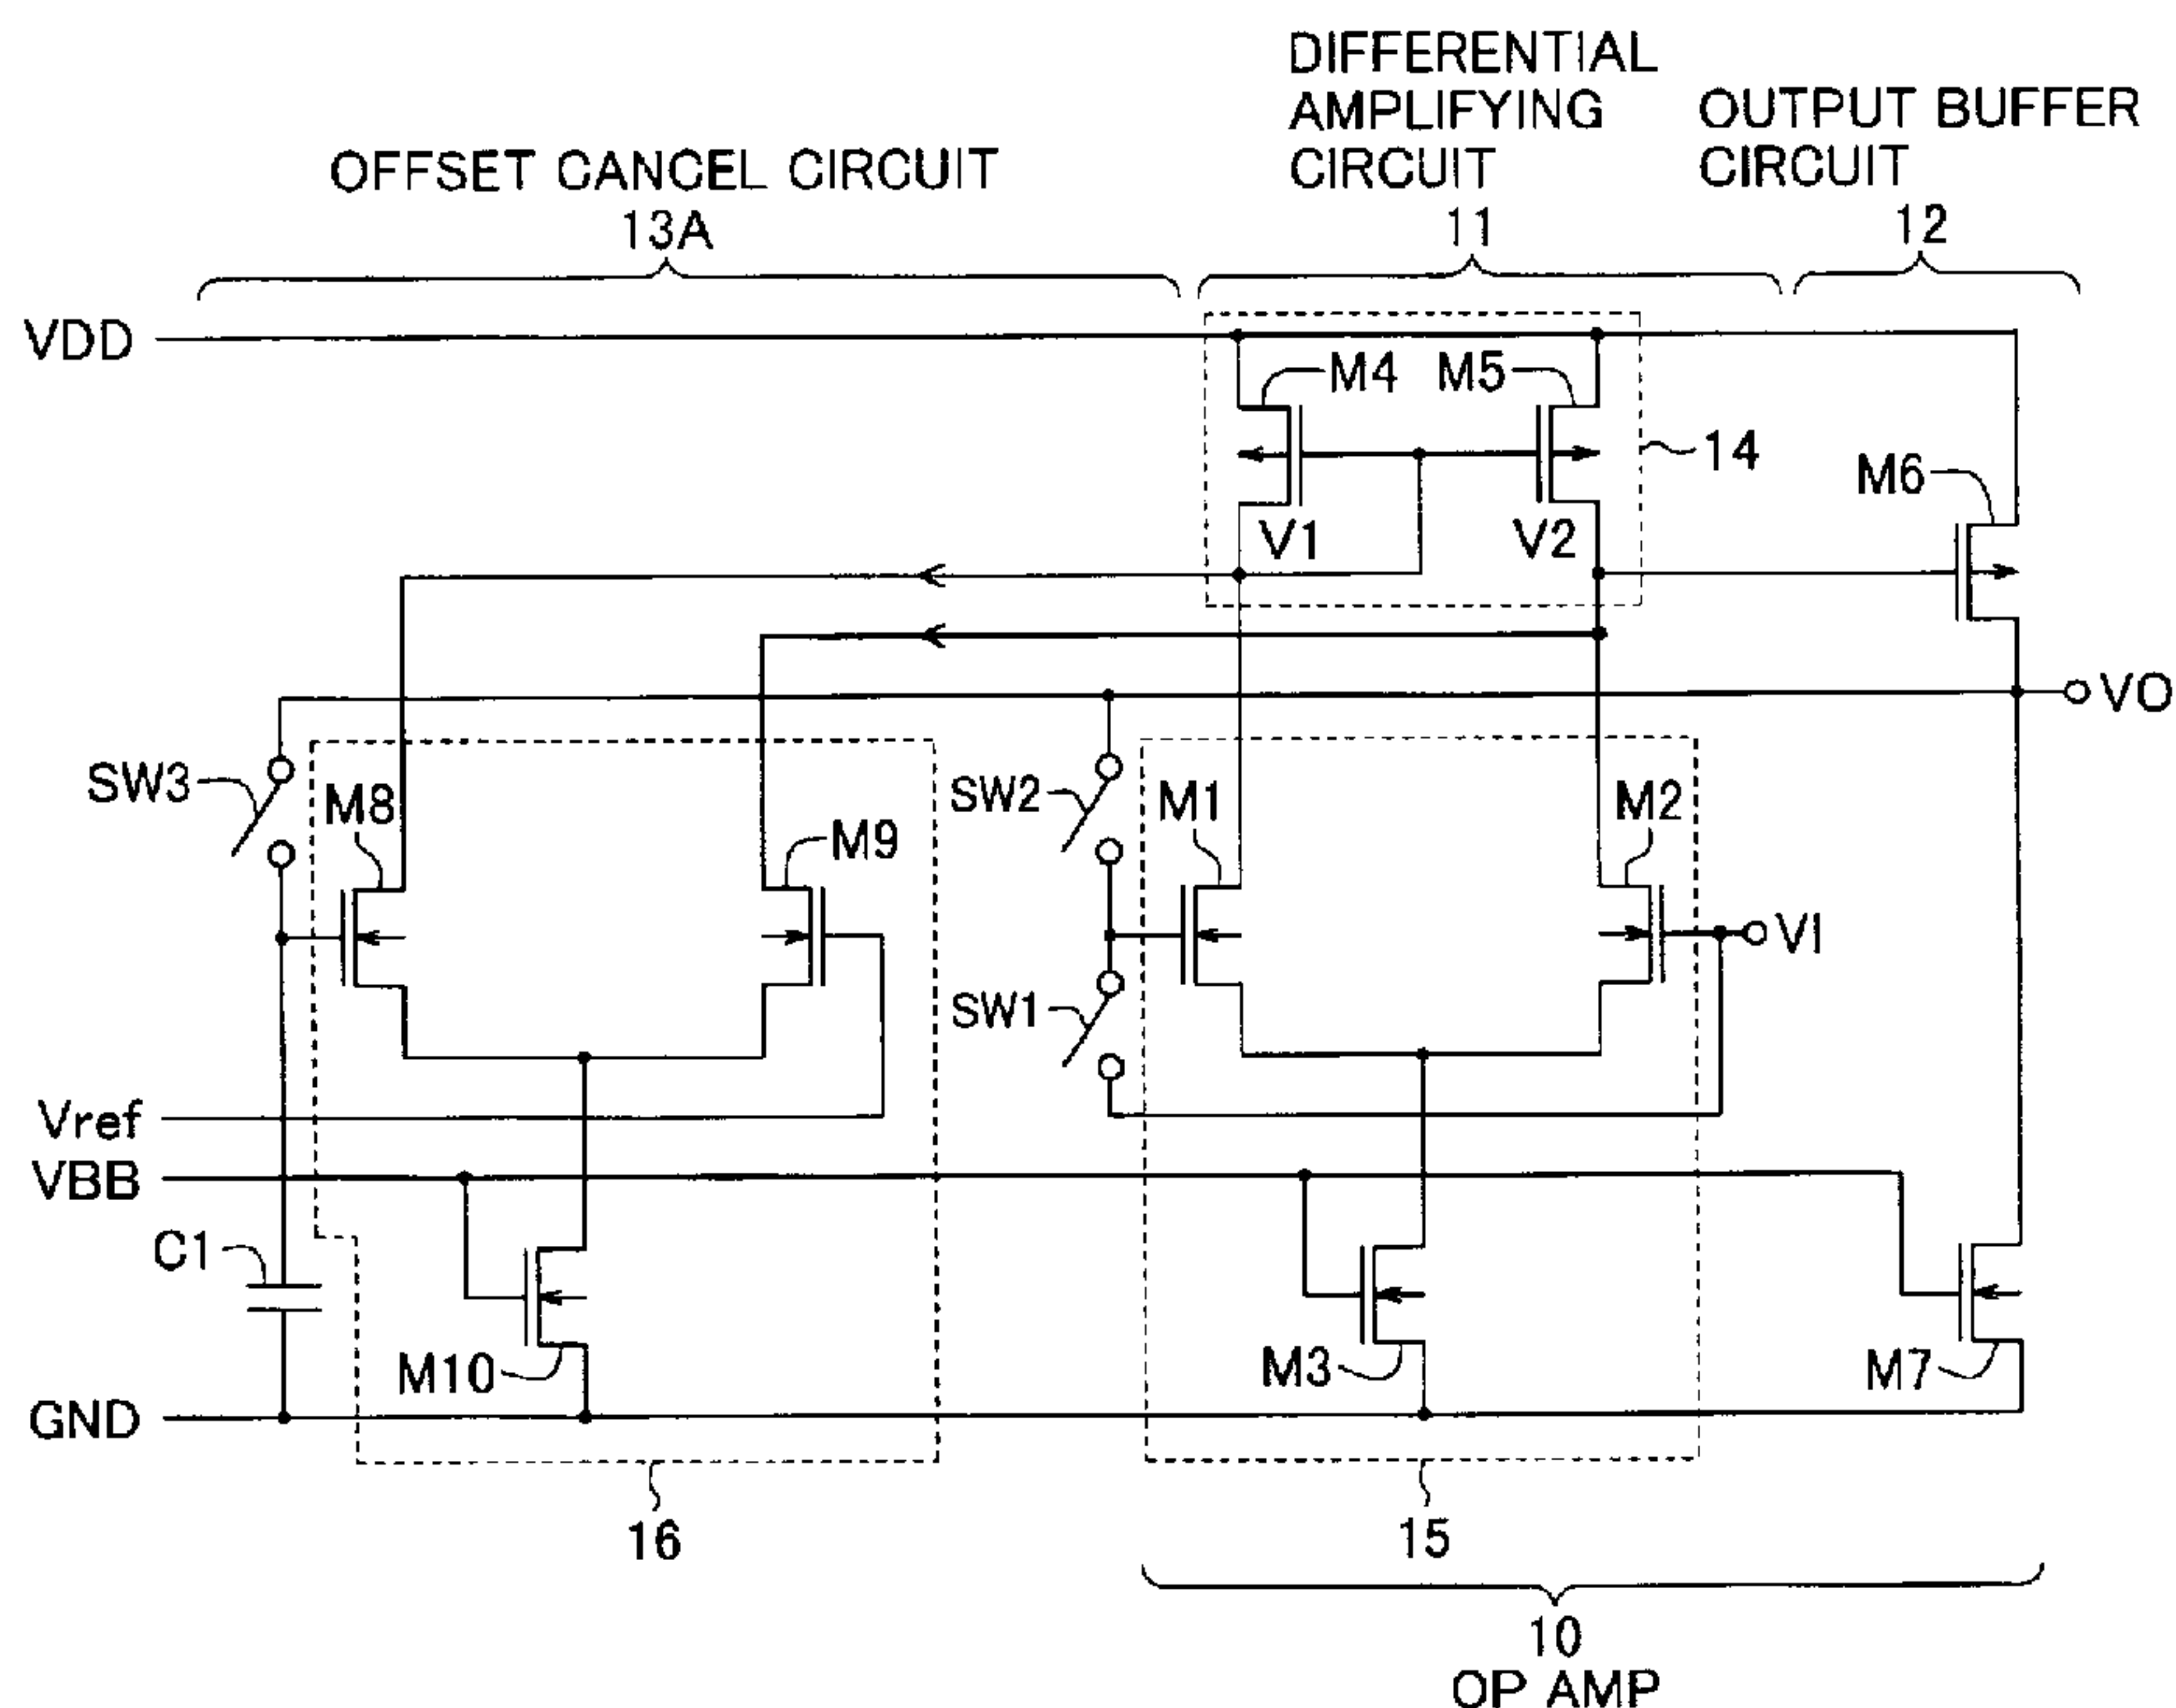 DIFFERENTIAL
AMPLIFYING
CIRCUIT
11
OUTPUT BUFFER
CIRCUIT
12
OFFSET CANCEL CIRCUIT
13A
VDD
M4
M5
14
M6
V1
V2
VO
SW3
M8
M9
SW2
M1
M2
VI
SW1
Vref
VBB
C1
M10
M3
M7
GND
16
15
10
OP AMP